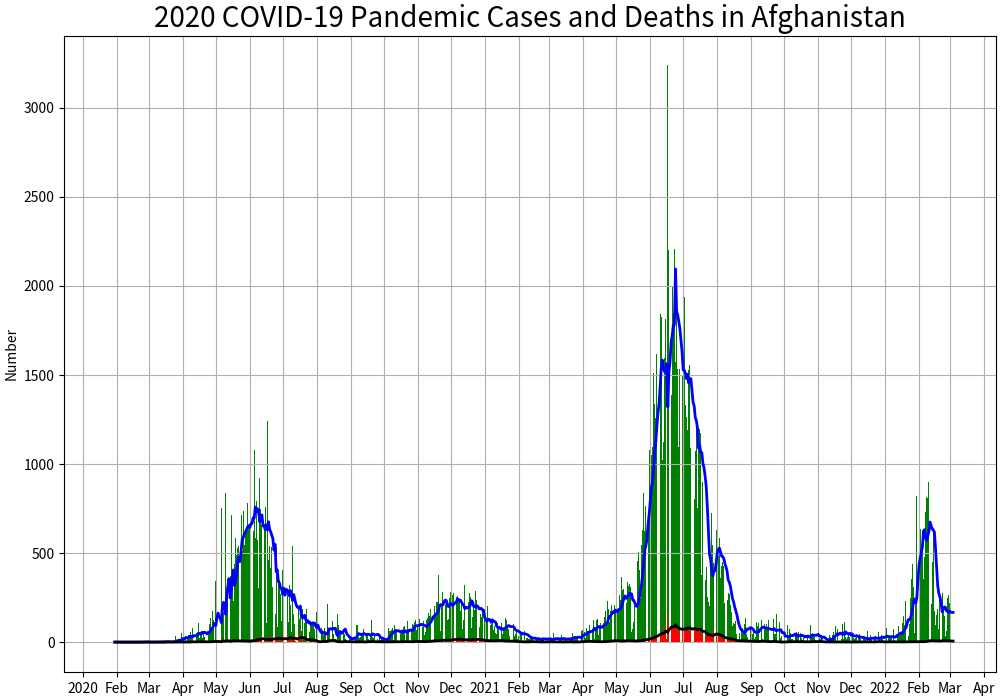 2020 COVID-19 Pandemic Cases and Deaths in Afghanistan
Number
3000
2500
2000
1500
1000
500
0
2020 Feb Mar Apr May Jun Jul Aug Sep Oct Nov Dec 2021 Feb Mar Apr May Jun Jul Aug Sep Oct Nov Dec 2022 Feb Mar Apr